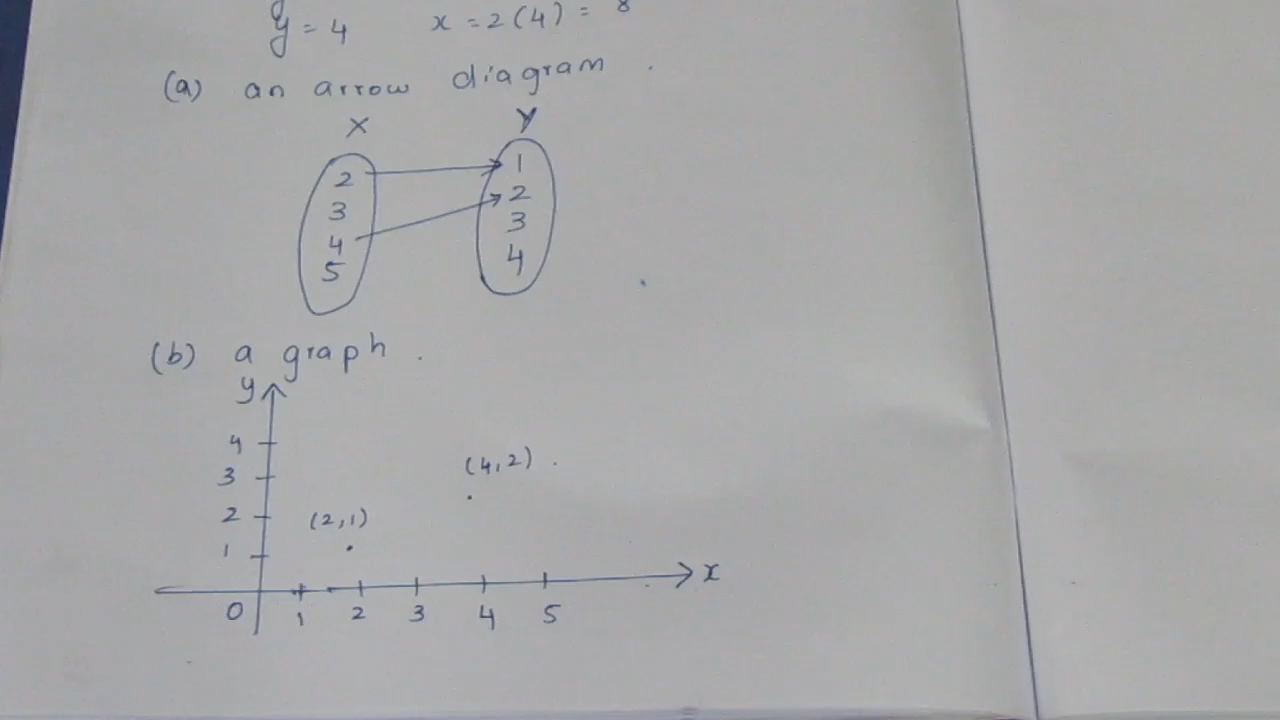 y = 4 x = 2(4) = 8
(a) an arrow diagram .
X Y
2 1
3 2
4 3
5 4
(b) a graph .
y
4
3 (4,2) .
2 (2,1)
1
x
0 1 2 3 4 5